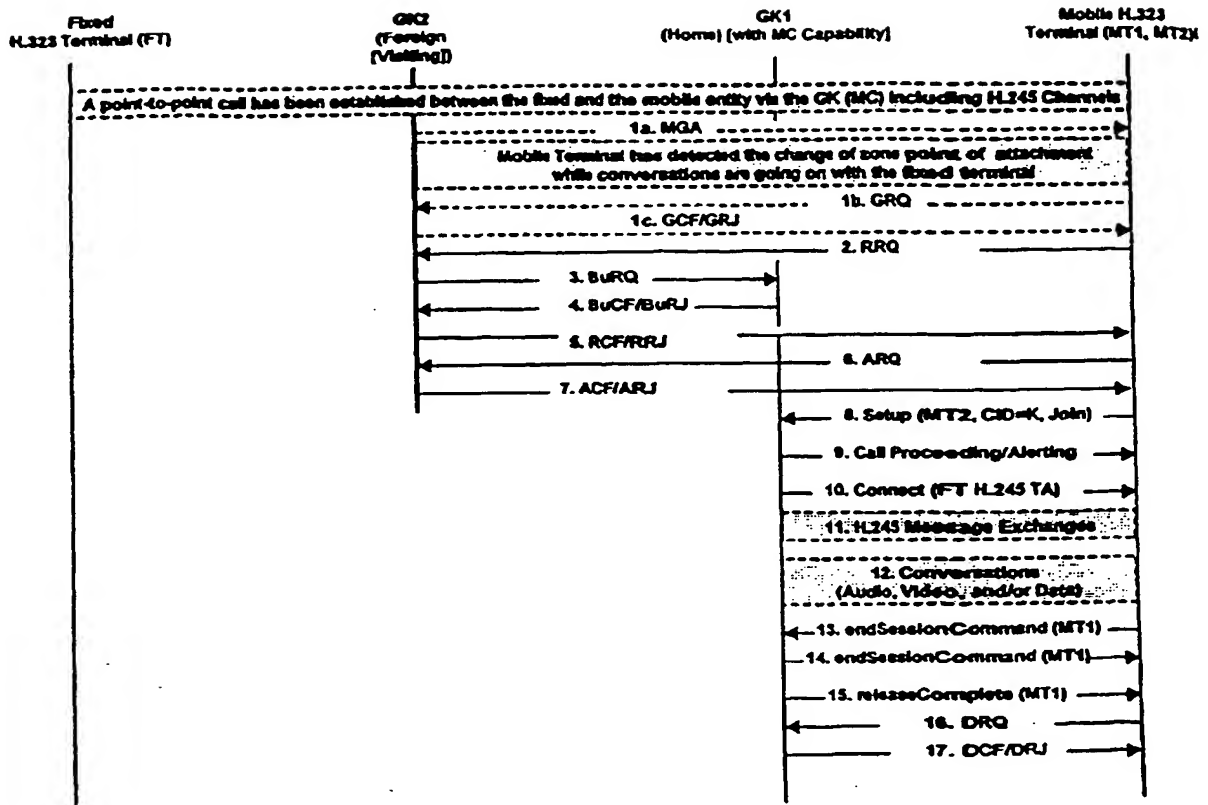 Fixed
H.323 Terminal (FT)
GK2
(Foreign
[Visiting])
GK1
(Home) [with MC Capability]
Mobile H.323
Terminal (MT1, MT2)
A point-to-point call has been established between the fixed and the mobile entity via the GK (MC) including H.245 Channels
1a. MGA
Mobile Terminal has detected the change of zone point of attachment
while conversations are going on with the fixed terminal
1b. GRQ
1c. GCF/GRJ
2. RRQ
3. BuRQ
4. BuCF/BuRJ
5. RCF/RRJ
6. ARQ
7. ACF/ARJ
8. Setup (MT2, CID=K, Join)
9. Call Proceeding/Alerting
10. Connect (FT H.245 TA)
11. H.245 Message Exchanges
12. Conversations
(Audio, Video, and/or Data)
13. endSessionCommand (MT1)
14. endSessionCommand (MT1)
15. releaseComplete (MT1)
16. DRQ
17. DCF/DRJ